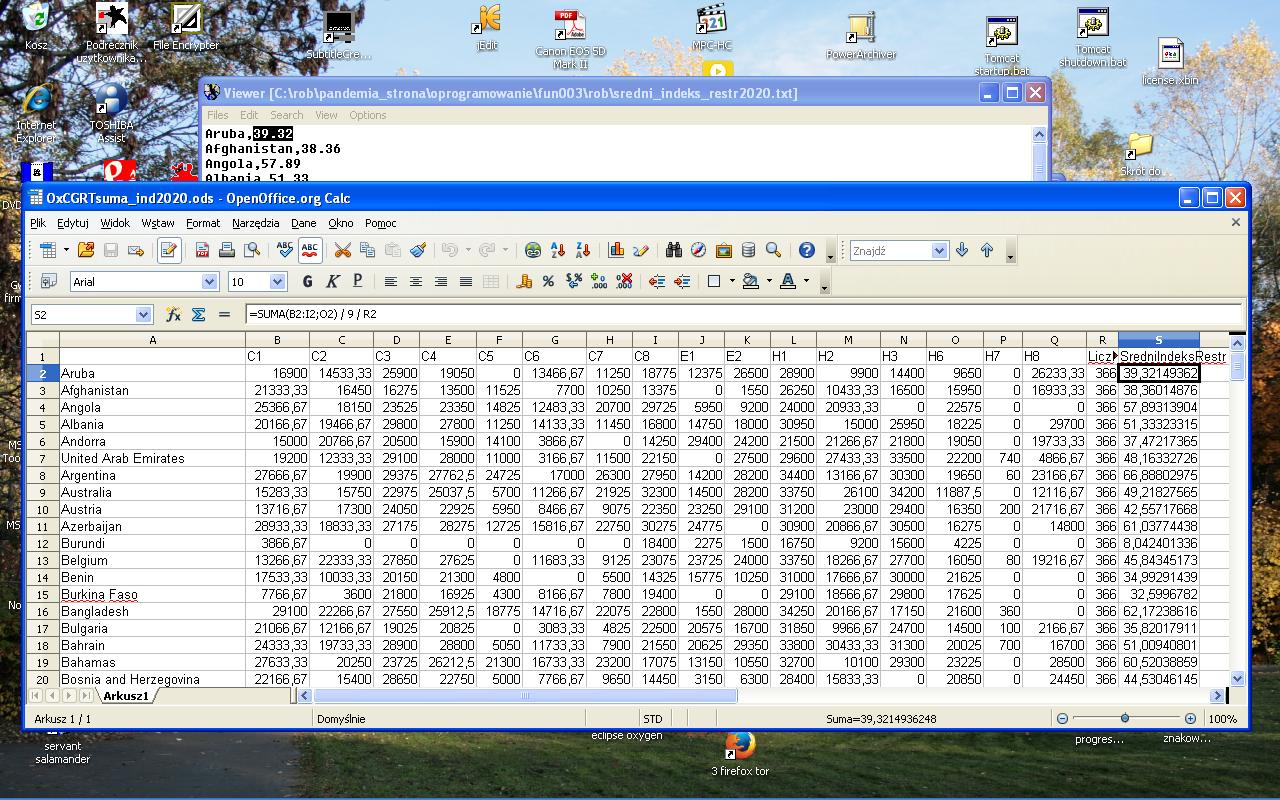 Kosz
Podrecznik uzytkownika...
File Encrypter
SubtitleCre...
jEdit
Canon EOS 5D Mark II
MPC-HC
PowerArchiver
Tomcat startup.bat
Tomcat shutdown.bat
license.xbin
Internet Explorer
TOSHIBA Assist
Skrót do...
Viewer [C:\rob\pandemia_strona\oprogramowanie\fun003\rob\sredni_indeks_restr2020.txt]
Files Edit Search View Options
Aruba,39.32
Afghanistan,38.36
Angola,57.89
Albania,51.33
OxCGRTsuma_ind2020.ods - OpenOffice.org Calc
Plik Edytuj Widok Wstaw Format Narzędzia Dane Okno Pomoc
Znajdź
Arial 10 G K P
S2 =SUMA(B2:I2;O2) / 9 / R2
A B C D E F G H I J K L M N O P Q R S
1 C1 C2 C3 C4 C5 C6 C7 C8 E1 E2 H1 H2 H3 H6 H7 H8 Licz SredniIndeksRestr
2 Aruba 16900 14533,33 25900 19050 0 13466,67 11250 18775 12375 26500 28900 9900 14400 9650 0 26233,33 366 39,32149362
3 Afghanistan 21333,33 16450 16275 13500 11525 7700 10250 13375 0 1550 26250 10433,33 16500 15950 0 16933,33 366 38,36014876
4 Angola 25366,67 18150 23525 23350 14825 12483,33 20700 29725 5950 9200 24000 20933,33 0 22575 0 0 366 57,89313904
5 Albania 20166,67 19466,67 29800 27800 11250 14133,33 11450 16800 14750 18000 30950 15000 25950 18225 0 29700 366 51,33323315
6 Andorra 15000 20766,67 20500 15900 14100 3866,67 0 14250 29400 24200 21500 21266,67 21800 19050 0 19733,33 366 37,47217365
7 United Arab Emirates 19200 12333,33 29100 28000 11000 3166,67 11500 22150 27500 29600 27433,33 33500 22200 740 4866,67 366 48,16332726
8 Argentina 27666,67 19900 29375 27762,5 24725 17000 26300 27950 14200 28200 34400 13166,67 30300 19650 60 23166,67 366 66,88802975
9 Australia 15283,33 15750 22975 25037,5 5700 11266,67 21925 32300 14500 28200 33750 26100 34200 11887,5 0 12116,67 366 49,21827565
10 Austria 13716,67 17300 24050 22925 5950 8466,67 9075 22350 23250 29100 31200 23000 29400 16350 200 21716,67 366 42,55717668
11 Azerbaijan 28933,33 18833,33 27175 28275 12725 15816,67 22750 30275 24775 0 30900 20866,67 30500 16275 0 14800 366 61,03774438
12 Burundi 3866,67 0 0 0 0 0 0 18400 2275 1500 16750 9200 15600 4225 0 0 366 8,042401336
13 Belgium 13266,67 22333,33 27850 27625 0 11683,33 9125 23075 23725 24000 33750 18266,67 27700 16050 80 19216,67 366 45,84345173
14 Benin 17533,33 10033,33 20150 21300 4800 0 5500 14325 15775 10250 31000 17666,67 30000 21625 0 0 366 34,99291439
15 Burkina Faso 7766,67 3600 21800 16925 4300 8166,67 7800 19400 0 0 29100 18566,67 29800 17625 0 0 366 32,5996782
16 Bangladesh 29100 22266,67 27550 25912,5 18775 14716,67 22075 22800 1550 28000 34250 20166,67 17150 21600 360 0 366 62,17238616
17 Bulgaria 21066,67 12166,67 19025 20825 0 3083,33 4825 22500 20575 16700 31850 9966,67 24700 14500 100 2166,67 366 35,82017911
18 Bahrain 24333,33 19733,33 28900 28800 5050 11733,33 7900 21550 20625 29350 33800 30433,33 31300 20025 700 16700 366 51,00940801
19 Bahamas 27633,33 20250 23725 26212,5 21300 16733,33 23200 17075 13150 10550 32700 10100 29300 23225 0 28500 366 60,52038859
20 Bosnia and Herzegovina 22166,67 15400 28650 22750 5000 7766,67 9650 14450 3150 6300 28400 15833,33 0 20850 0 24450 366 44,53046145
Arkusz1
Arkusz 1 / 1 Domyślnie STD Suma=39,3214936248 100%
servant salamander
eclipse oxygen
3 firefox tor
progres...
znakow...